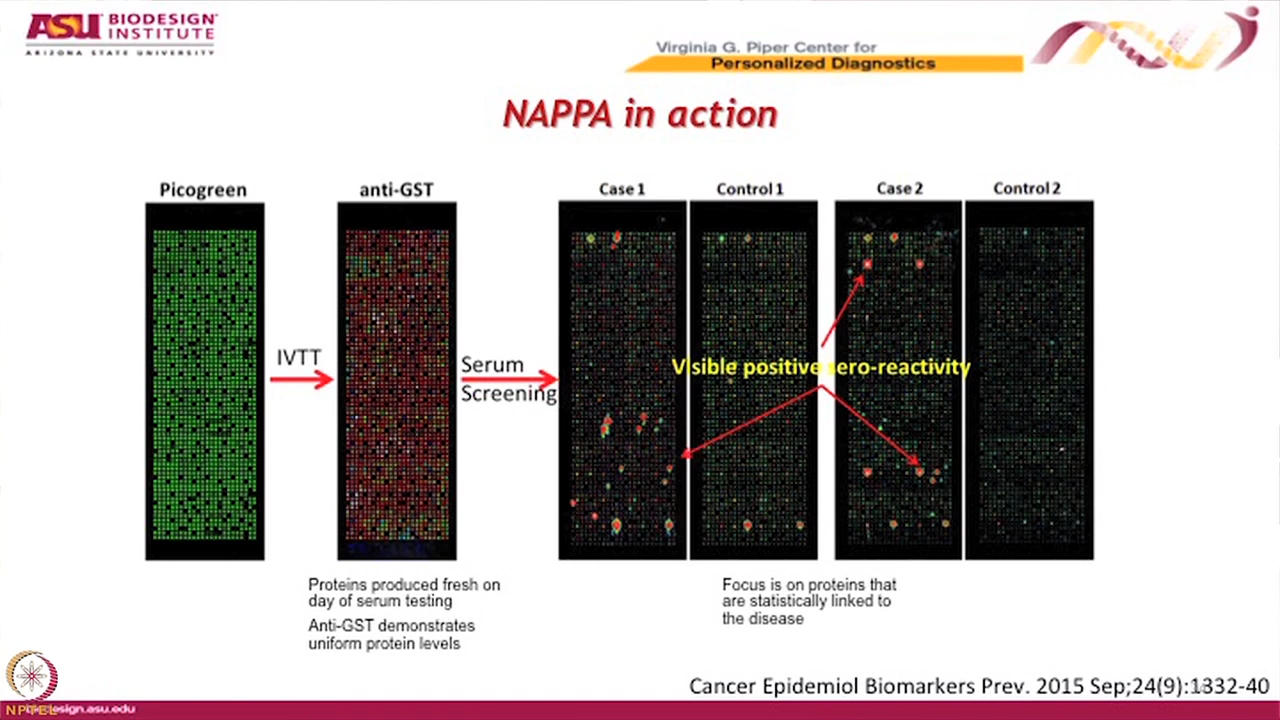 ASU BIODESIGN INSTITUTE
ARIZONA STATE UNIVERSITY
Virginia G. Piper Center for
Personalized Diagnostics
NAPPA in action
Picogreen
anti-GST
Case 1
Control 1
Case 2
Control 2
IVTT
Serum
Screening
Visible positive sero-reactivity
Proteins produced fresh on
day of serum testing
Anti-GST demonstrates
uniform protein levels
Focus is on proteins that
are statistically linked to
the disease
Cancer Epidemiol Biomarkers Prev. 2015 Sep;24(9):1332-40
NPTEL